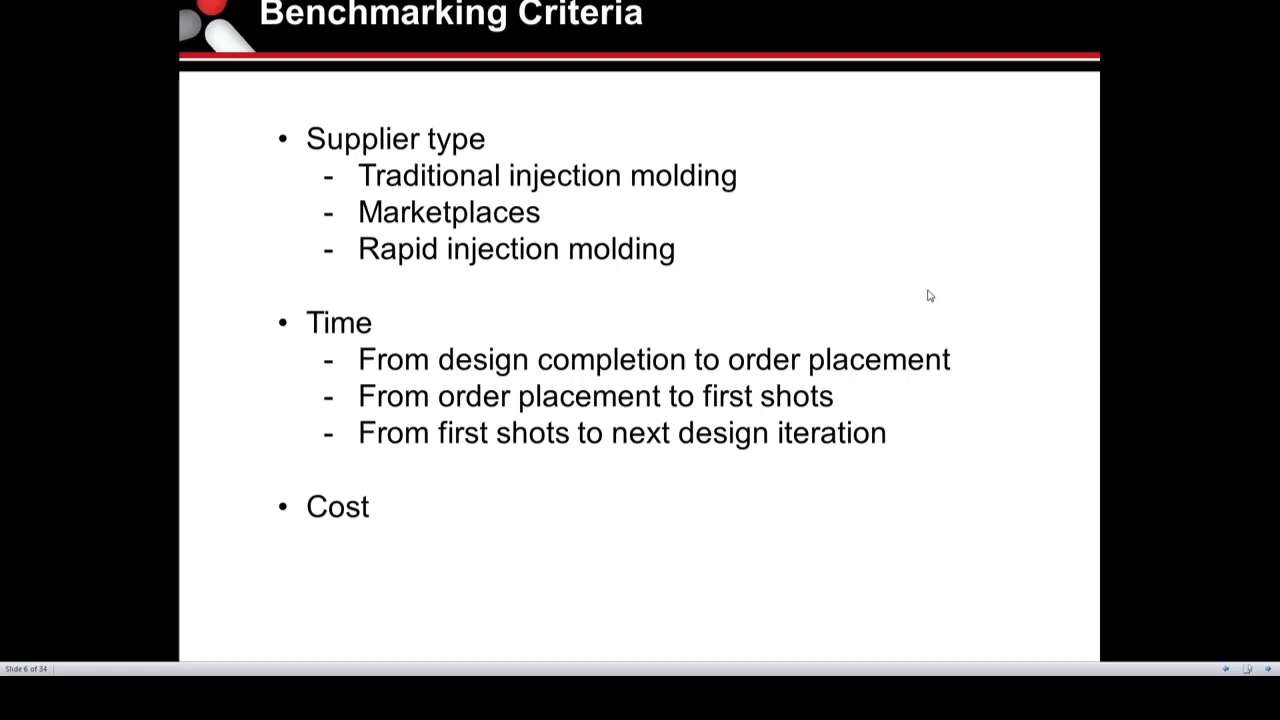 Benchmarking Criteria
• Supplier type
- Traditional injection molding
- Marketplaces
- Rapid injection molding
• Time
- From design completion to order placement
- From order placement to first shots
- From first shots to next design iteration
• Cost
Slide 6 of 34